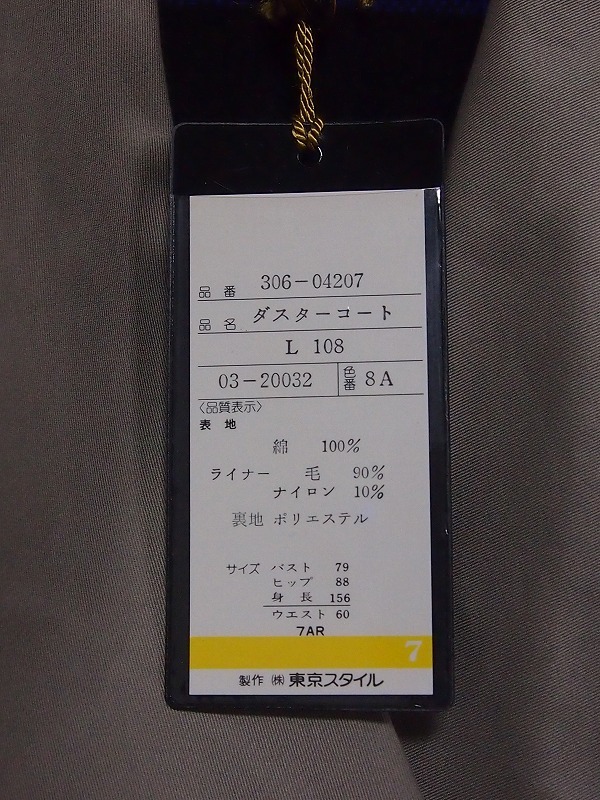 品番 306-04207
品名 ダスターコート
L 108
03-20032 色番 8A
〈品質表示〉
表地
綿 100%
ライナー 毛 90%
ナイロン 10%
裏地 ポリエステル
サイズ バスト 79
ヒップ 88
身長 156
ウエスト 60
7AR
7
製作 ㈱ 東京スタイル